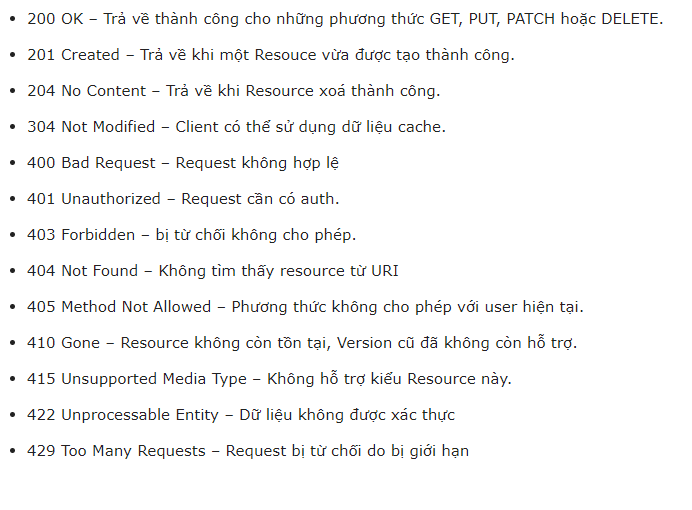 • 200 OK – Trả về thành công cho những phương thức GET, PUT, PATCH hoặc DELETE.
• 201 Created – Trả về khi một Resouce vừa được tạo thành công.
• 204 No Content – Trả về khi Resource xoá thành công.
• 304 Not Modified – Client có thể sử dụng dữ liệu cache.
• 400 Bad Request – Request không hợp lệ
• 401 Unauthorized – Request cần có auth.
• 403 Forbidden – bị từ chối không cho phép.
• 404 Not Found – Không tìm thấy resource từ URI
• 405 Method Not Allowed – Phương thức không cho phép với user hiện tại.
• 410 Gone – Resource không còn tồn tại, Version cũ đã không còn hỗ trợ.
• 415 Unsupported Media Type – Không hỗ trợ kiểu Resource này.
• 422 Unprocessable Entity – Dữ liệu không được xác thực
• 429 Too Many Requests – Request bị từ chối do bị giới hạn